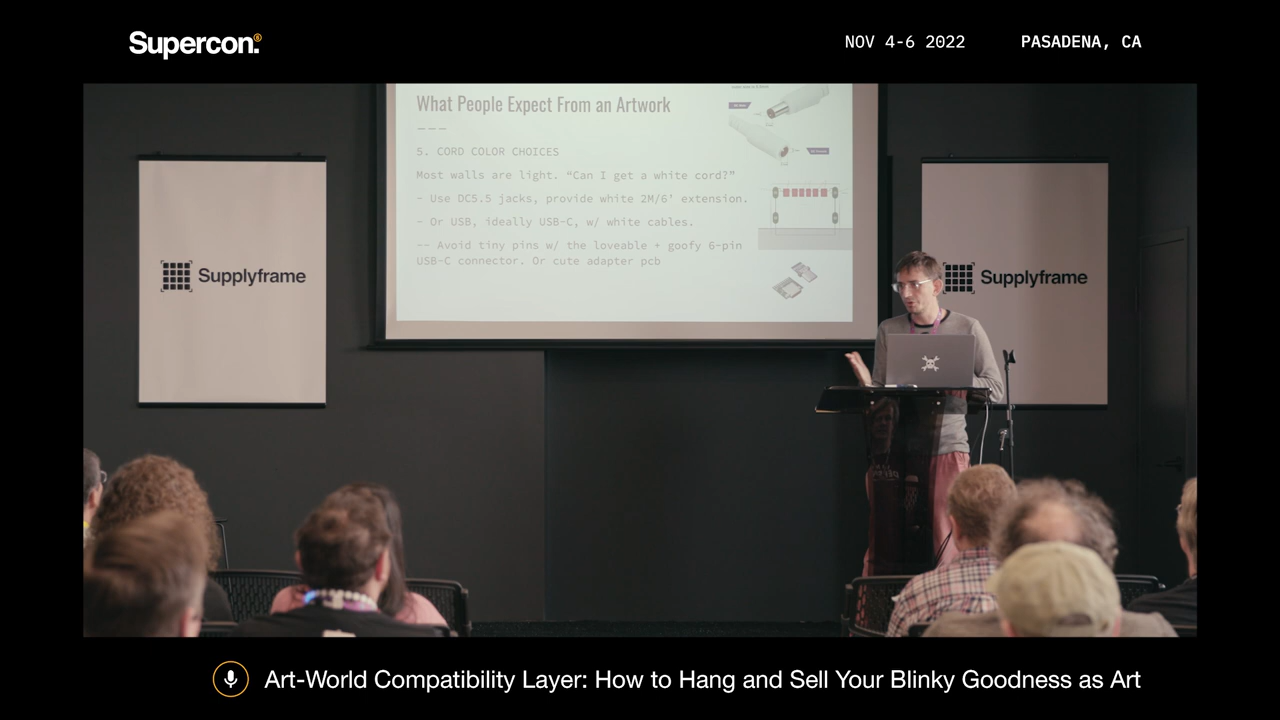 Supercon.6
NOV 4-6 2022
PASADENA, CA
What People Expect From an Artwork
---
5. CORD COLOR CHOICES
Most walls are light. “Can I get a white cord?”
- Use DC5.5 jacks, provide white 2M/6’ extension.
- Or USB, ideally USB-C, w/ white cables.
-- Avoid tiny pins w/ the loveable + goofy 6-pin
USB-C connector. Or cute adapter pcb
Supplyframe
Supplyframe
Art-World Compatibility Layer: How to Hang and Sell Your Blinky Goodness as Art